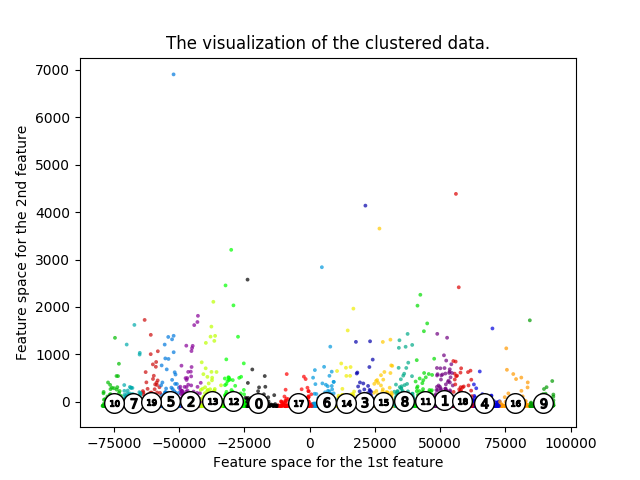 The visualization of the clustered data.
Feature space for the 2nd feature
7000
6000
5000
4000
3000
2000
1000
0
10 7 19 5 2 13 12 0 17 6 14 3 15 8 11 1 18 4 16 9
−75000 −50000 −25000 0 25000 50000 75000 100000
Feature space for the 1st feature